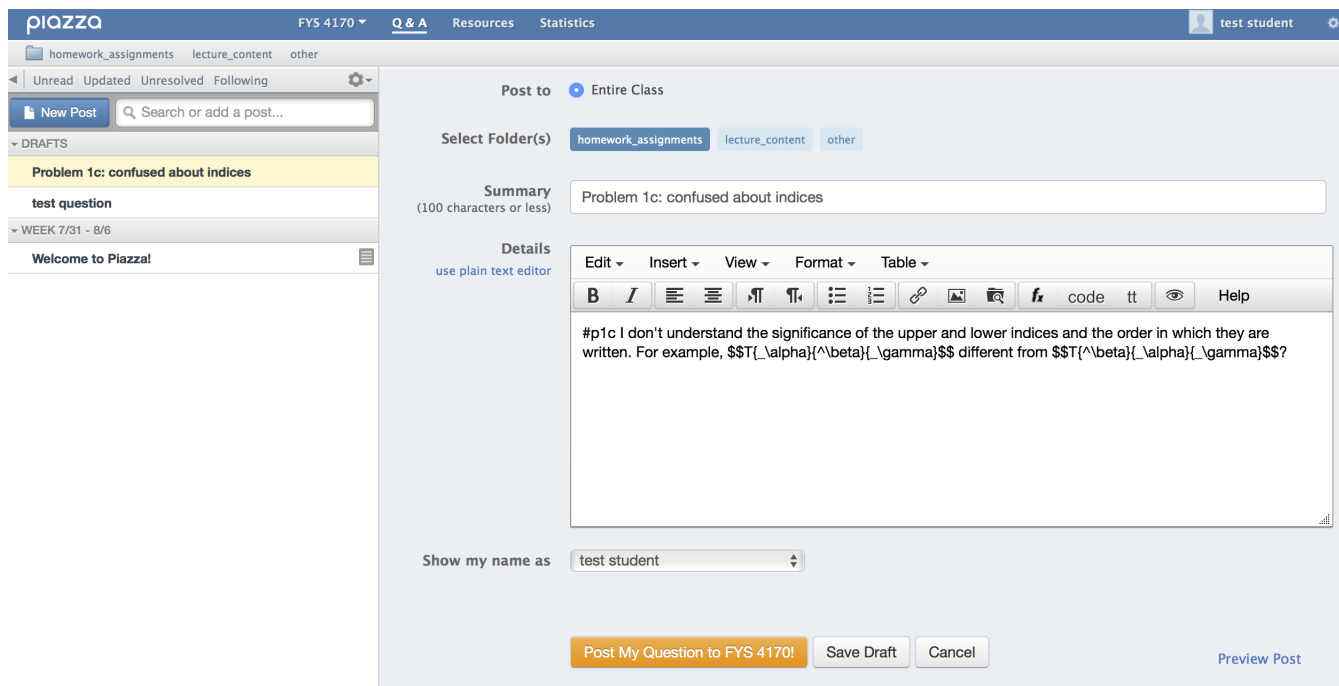 piazza FYS 4170 Q & A Resources Statistics test student
homework_assignments lecture_content other
Unread Updated Unresolved Following
New Post Search or add a post...
DRAFTS
Problem 1c: confused about indices
test question
WEEK 7/31 - 8/6
Welcome to Piazza!
Post to Entire Class
Select Folder(s) homework_assignments lecture_content other
Summary
(100 characters or less)
Problem 1c: confused about indices
Details
use plain text editor
Edit Insert View Format Table
B I fx code tt Help
#p1c I don't understand the significance of the upper and lower indices and the order in which they are
written. For example, $$T{_\alpha}{^\beta}{_\gamma}$$ different from $$T{^\beta}{_\alpha}{_\gamma}$$?
Show my name as test student
Post My Question to FYS 4170! Save Draft Cancel
Preview Post